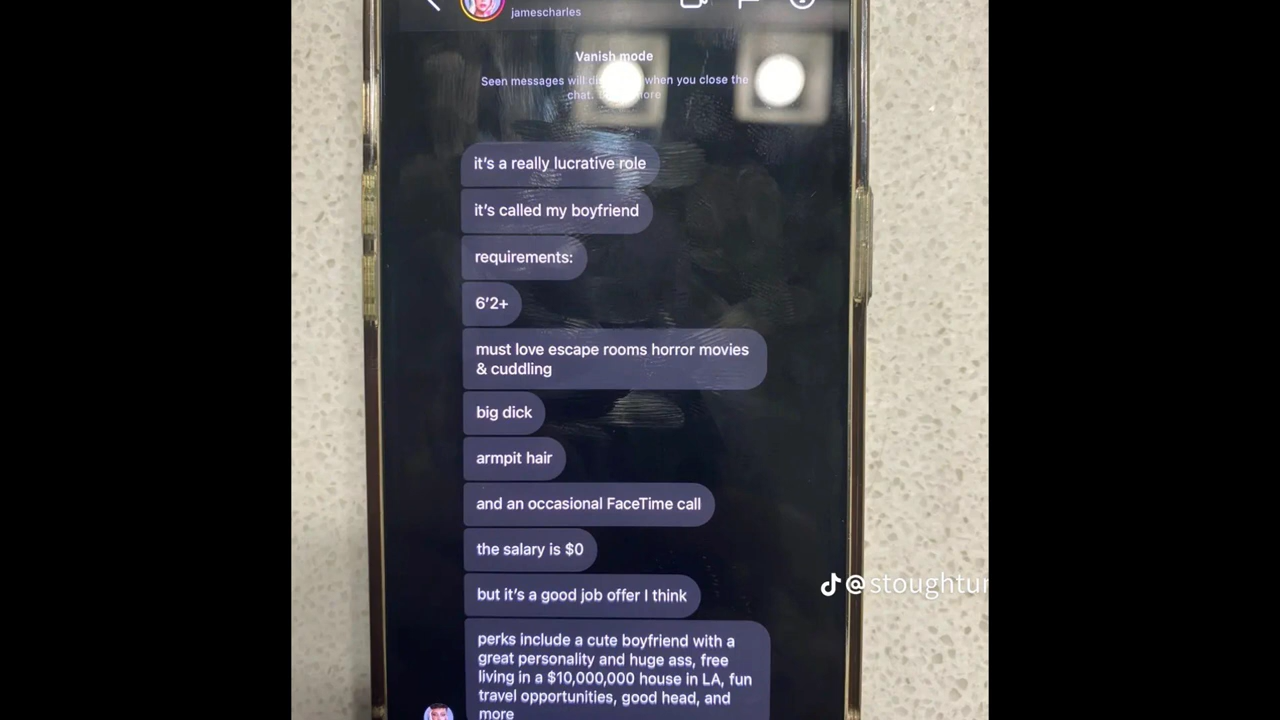 jamescharles
Vanish mode
Seen messages will when you close the
chat.
it's a really lucrative role
it's called my boyfriend
requirements:
6'2+
must love escape rooms horror movies
& cuddling
big dick
armpit hair
and an occasional FaceTime call
the salary is $0
but it's a good job offer I think
perks include a cute boyfriend with a
great personality and huge ass, free
living in a $10,000,000 house in LA, fun
travel opportunities, good head, and
more
@stoughtu